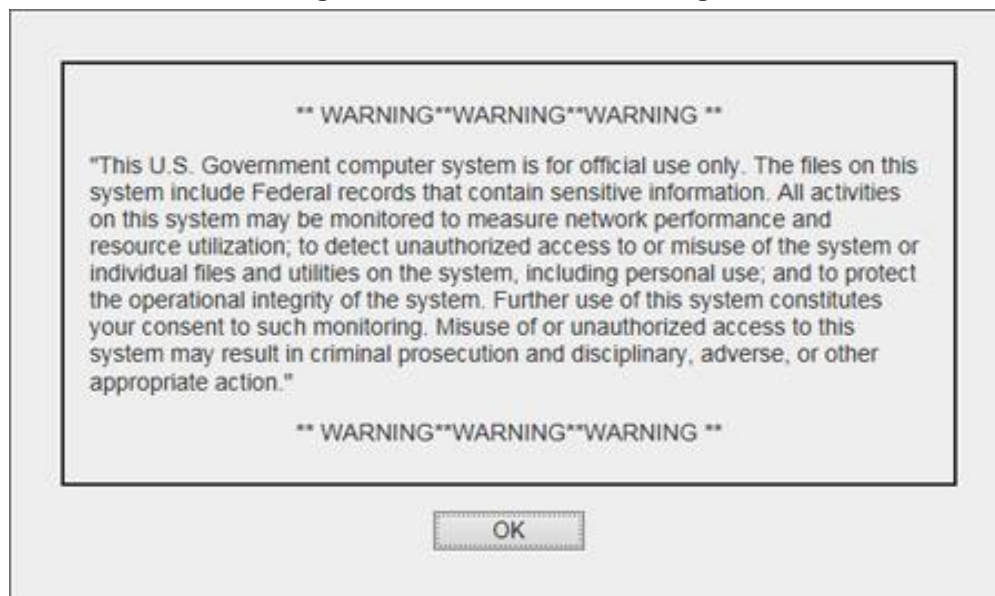 ** WARNING**WARNING**WARNING **
"This U.S. Government computer system is for official use only. The files on this
system include Federal records that contain sensitive information. All activities
on this system may be monitored to measure network performance and
resource utilization; to detect unauthorized access to or misuse of the system or
individual files and utilities on the system, including personal use; and to protect
the operational integrity of the system. Further use of this system constitutes
your consent to such monitoring. Misuse of or unauthorized access to this
system may result in criminal prosecution and disciplinary, adverse, or other
appropriate action."
** WARNING**WARNING**WARNING **
OK